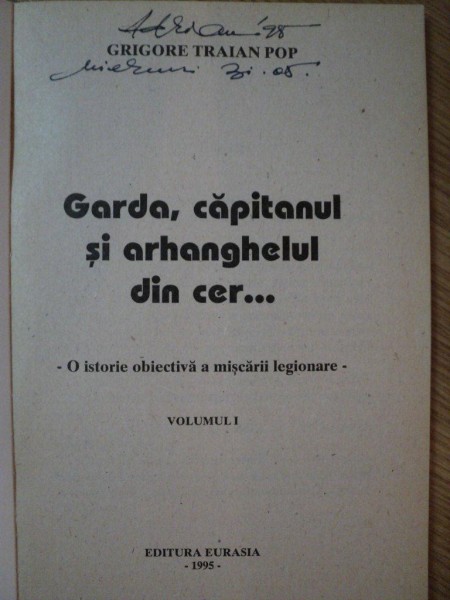 GRIGORE TRAIAN POP
Garda, căpitanul
și arhanghelul
din cer...
- O istorie obiectivă a mișcării legionare -
VOLUMUL I
EDITURA EURASIA
- 1995 -